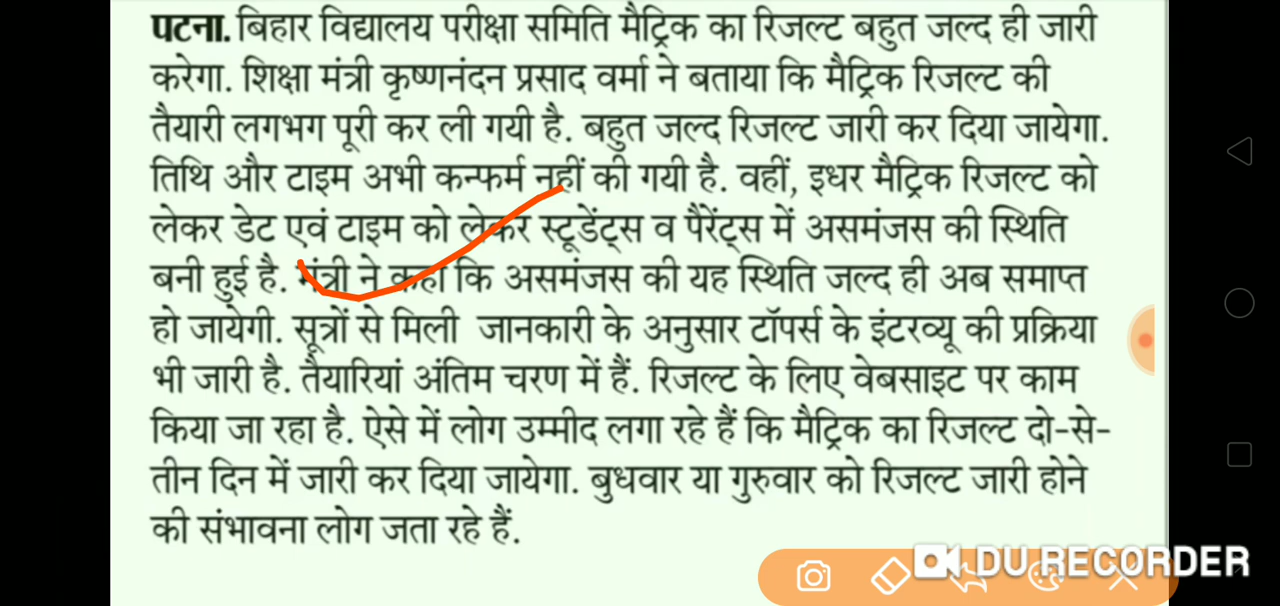 पटना. बिहार विद्यालय परीक्षा समिति मैट्रिक का रिजल्ट बहुत जल्द ही जारी
करेगा. शिक्षा मंत्री कृष्णनंदन प्रसाद वर्मा ने बताया कि मैट्रिक रिजल्ट की
तैयारी लगभग पूरी कर ली गयी है. बहुत जल्द रिजल्ट जारी कर दिया जायेगा.
तिथि और टाइम अभी कन्फर्म नहीं की गयी है. वहीं, इधर मैट्रिक रिजल्ट को
लेकर डेट एवं टाइम को लेकर स्टूडेंट्स व पैरेंट्स में असमंजस की स्थिति
बनी हुई है. मंत्री ने कहा कि असमंजस की यह स्थिति जल्द ही अब समाप्त
हो जायेगी. सूत्रों से मिली जानकारी के अनुसार टॉपर्स के इंटरव्यू की प्रक्रिया
भी जारी है. तैयारियां अंतिम चरण में हैं. रिजल्ट के लिए वेबसाइट पर काम
किया जा रहा है. ऐसे में लोग उम्मीद लगा रहे हैं कि मैट्रिक का रिजल्ट दो-से-
तीन दिन में जारी कर दिया जायेगा. बुधवार या गुरुवार को रिजल्ट जारी होने
की संभावना लोग जता रहे हैं.
DU RECORDER